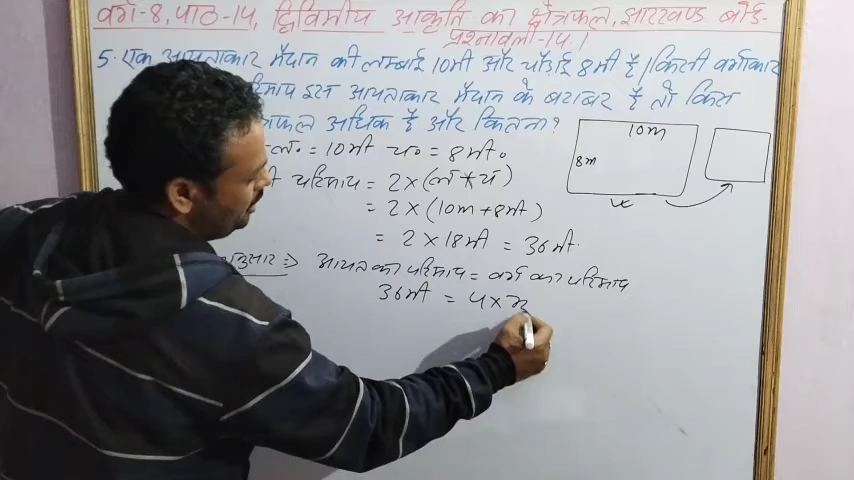 वर्ग-8, पाठ-14, द्विविमीय आकृति का क्षेत्रफल, झारखण्ड बोर्ड-
प्रश्नावली-14.1
5. एक आयताकार मैदान की लम्बाई 10मी और चौड़ाई 8मी है/किसी वर्गाकार
इस आयताकार मैदान के बराबर है तो किस
अधिक है और कितना?
10m
8m
ल॰ = 10मी चौ॰ = 8मी॰
परिमाप = 2×(ल+चौ)
= 2×(10m+8मी)
= 2×18मी = 36मी॰
⇒ आयत का परिमाप = वर्ग का परिमाप
36मी = 4×